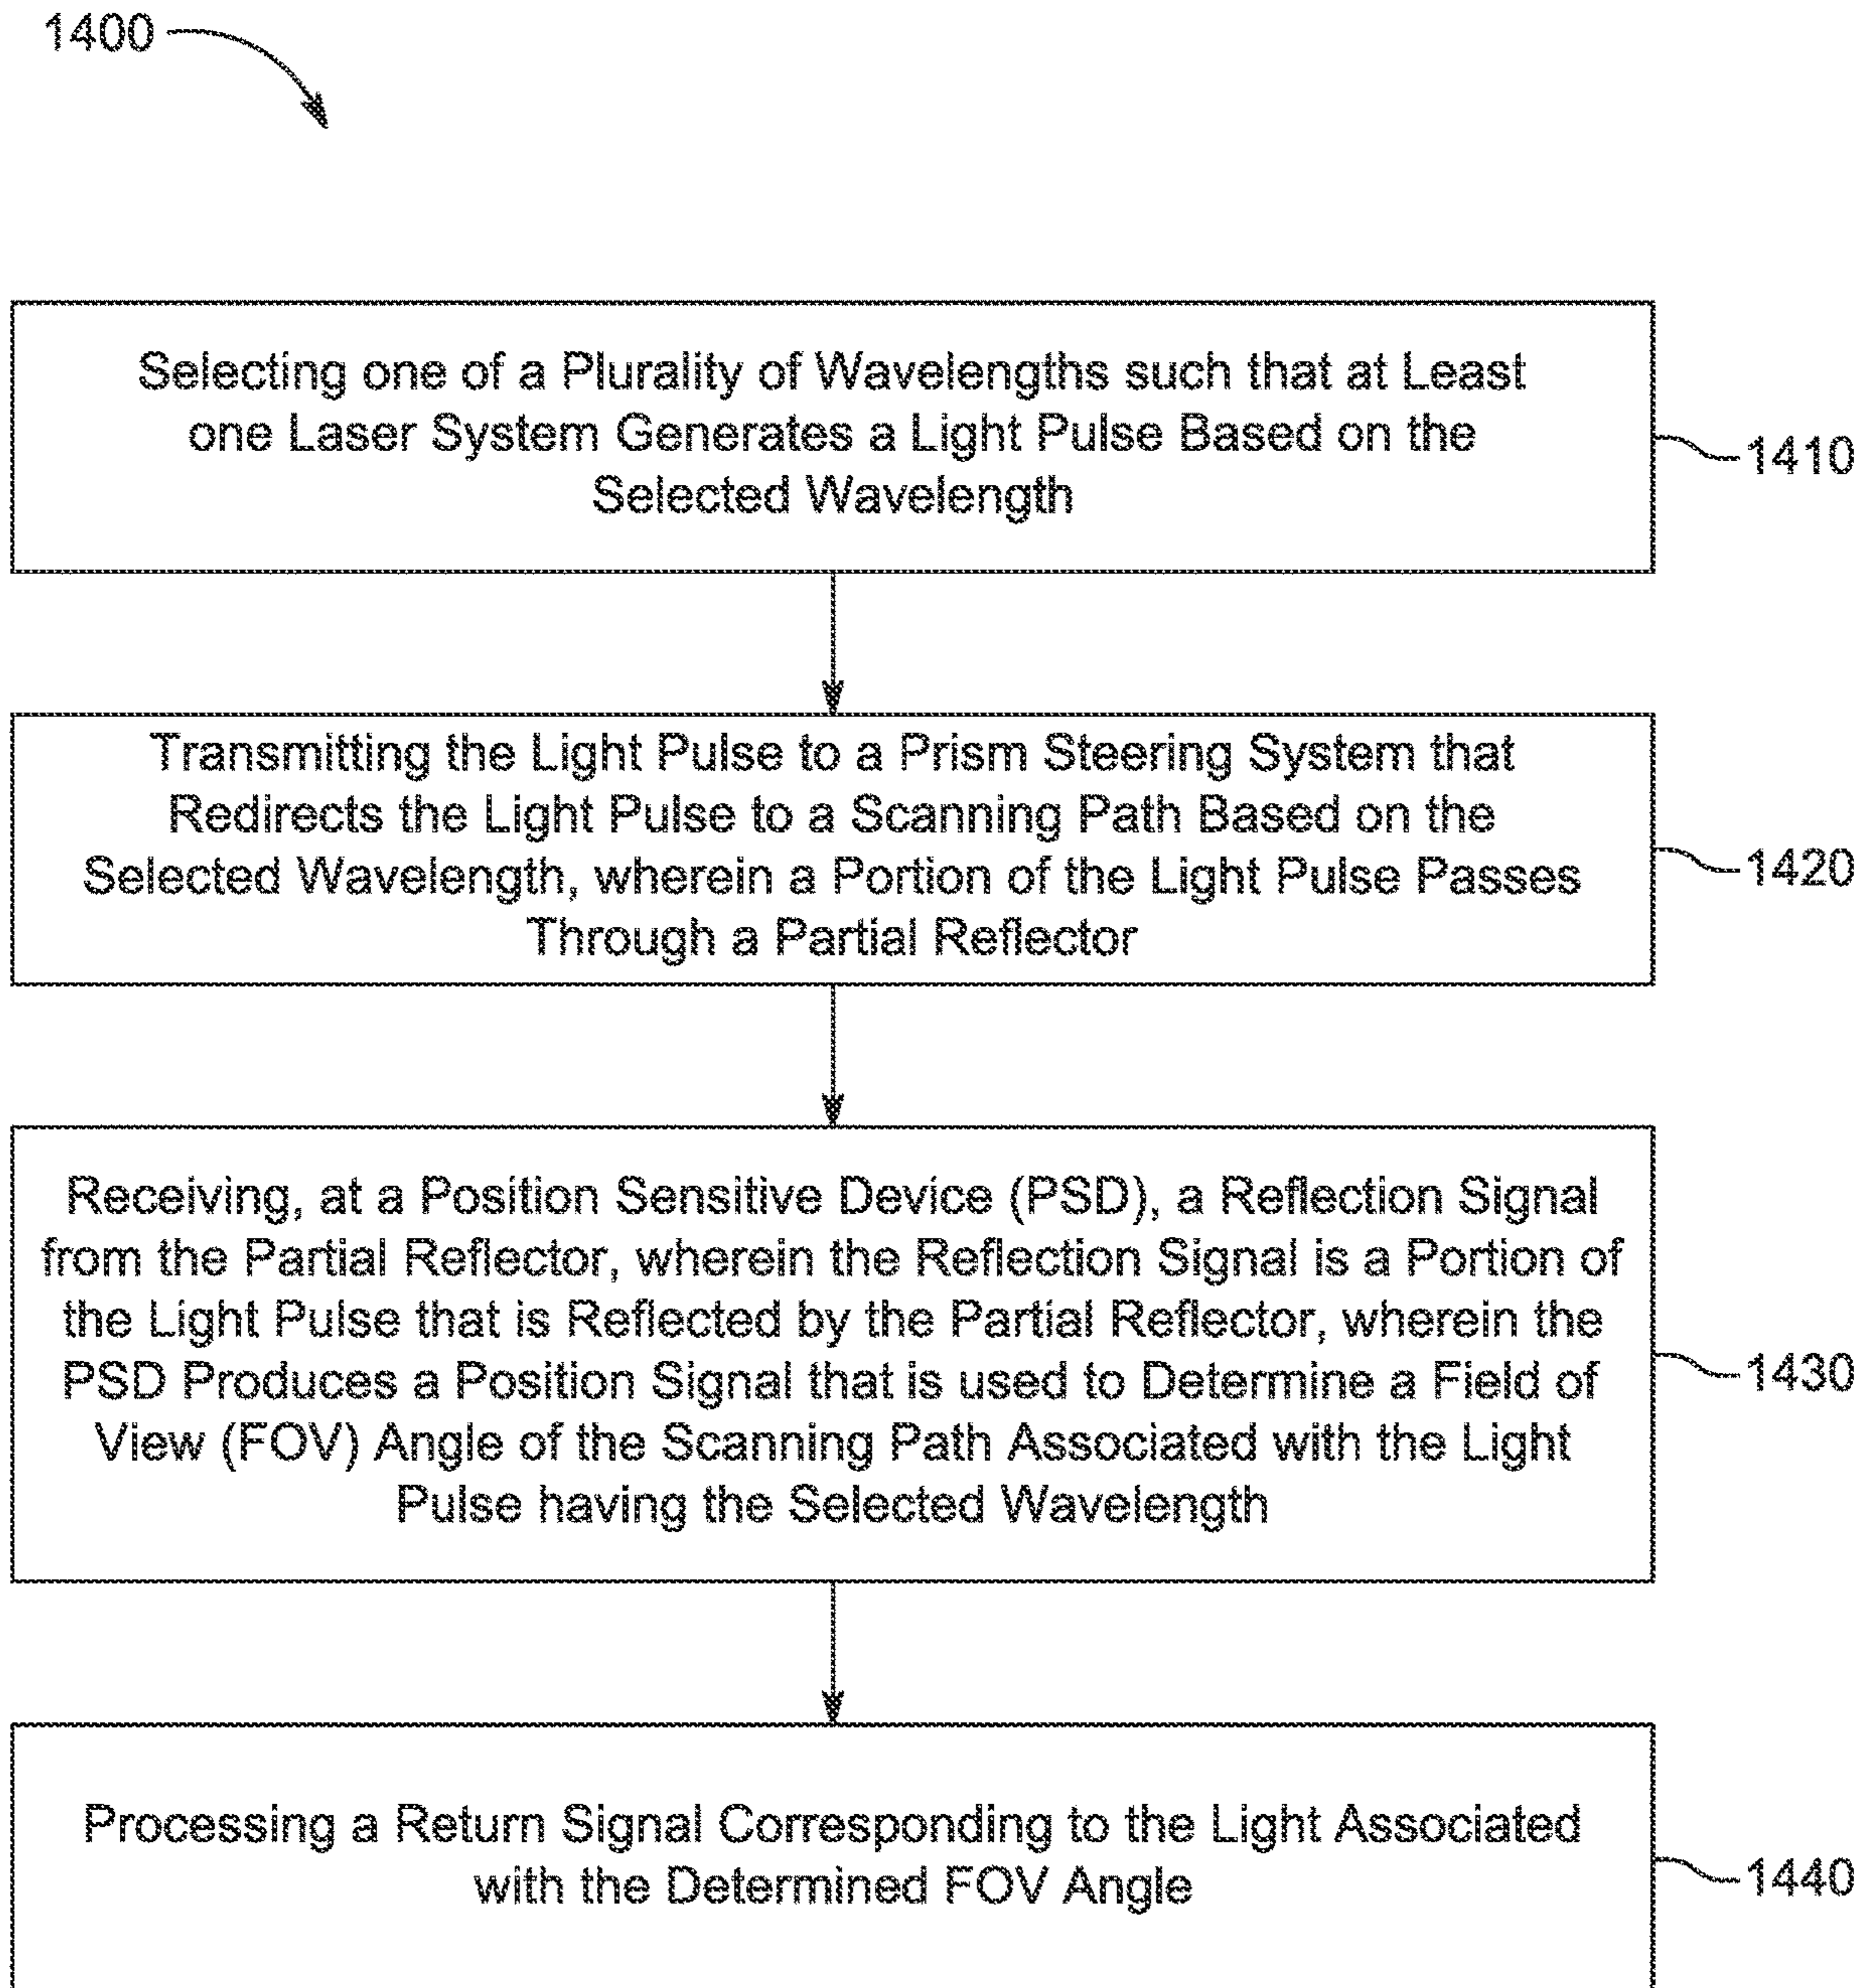 1400
Selecting one of a Plurality of Wavelengths such that at Least
one Laser System Generates a Light Pulse Based on the
Selected Wavelength
1410
Transmitting the Light Pulse to a Prism Steering System that
Redirects the Light Pulse to a Scanning Path Based on the
Selected Wavelength, wherein a Portion of the Light Pulse Passes
Through a Partial Reflector
1420
Receiving, at a Position Sensitive Device (PSD), a Reflection Signal
from the Partial Reflector, wherein the Reflection Signal is a Portion of
the Light Pulse that is Reflected by the Partial Reflector, wherein the
PSD Produces a Position Signal that is used to Determine a Field of
View (FOV) Angle of the Scanning Path Associated with the Light
Pulse having the Selected Wavelength
1430
Processing a Return Signal Corresponding to the Light Associated
with the Determined FOV Angle
1440